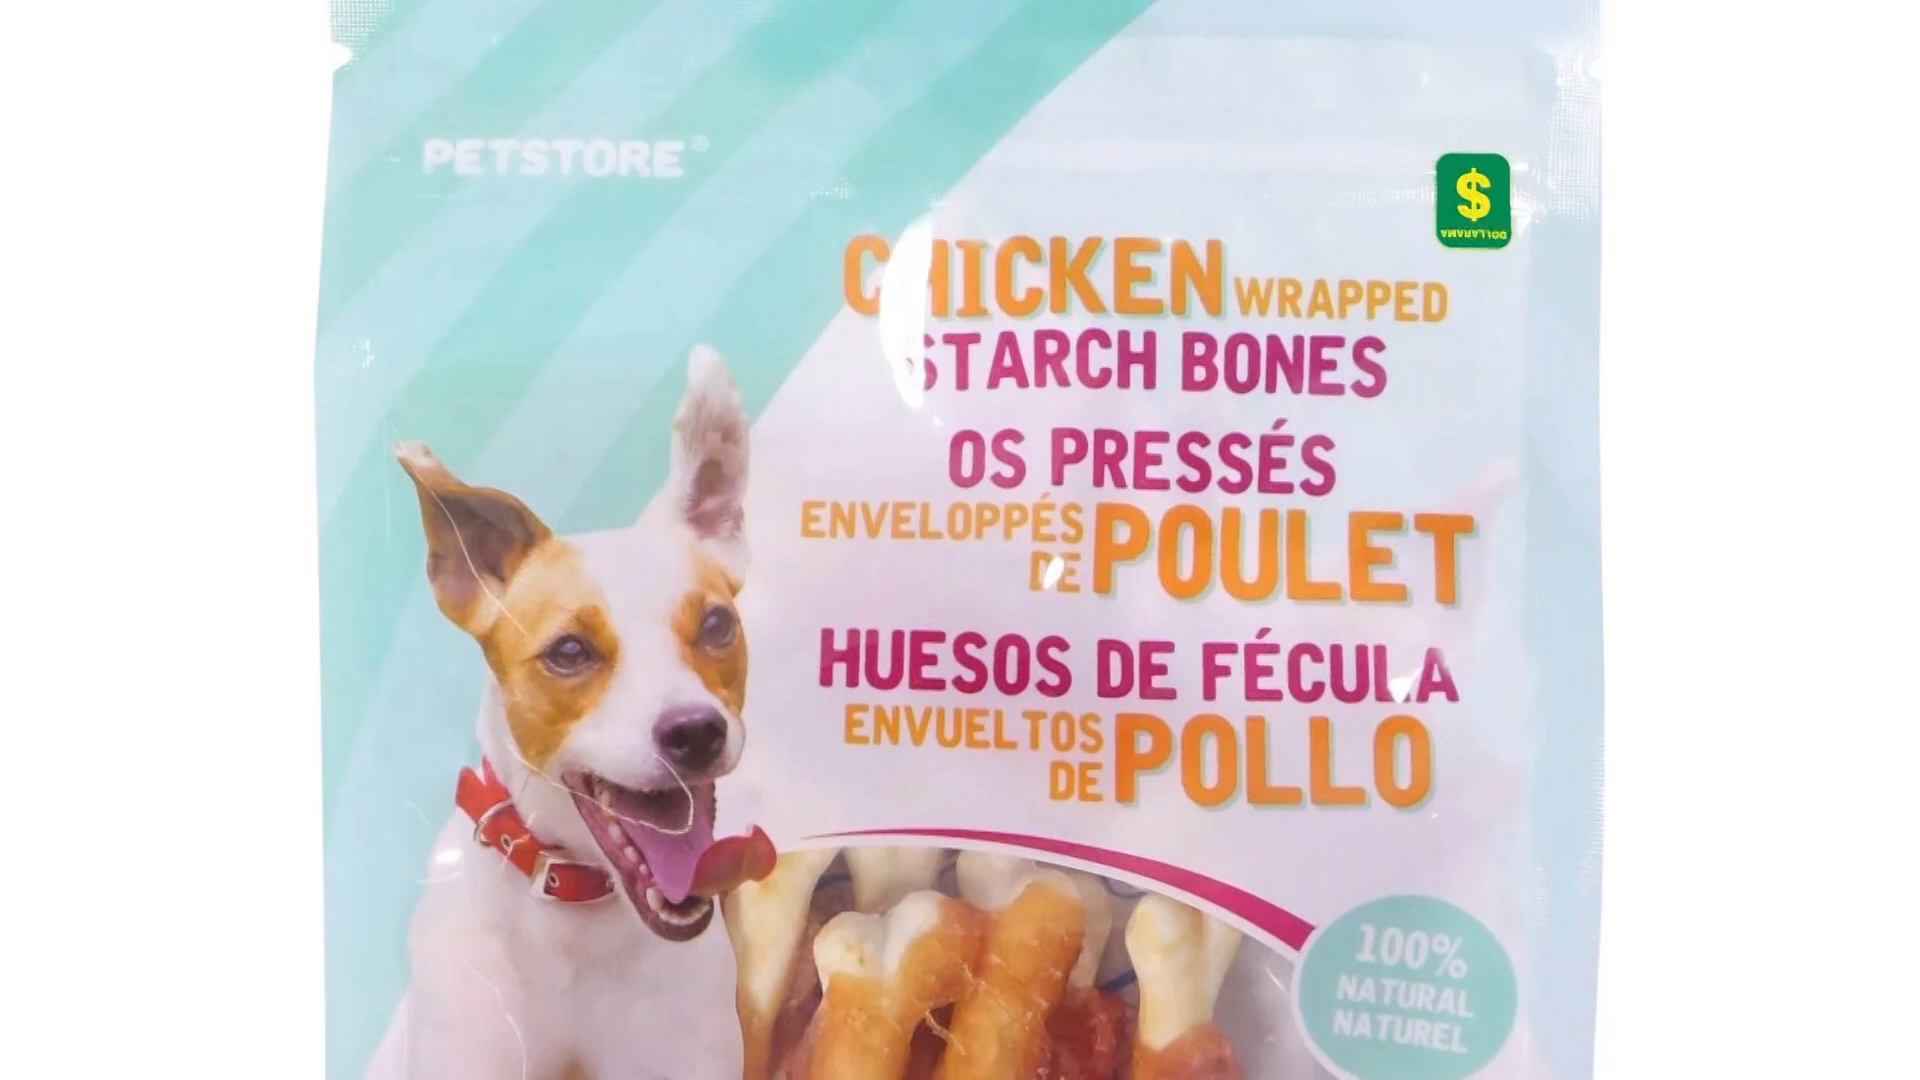 PETSTORE®
$
DOLLARAMA
CHICKEN WRAPPED
STARCH BONES
OS PRESSÉS
ENVELOPPÉS
DE POULET
HUESOS DE FÉCULA
ENVUELTOS
DE POLLO
100%
NATURAL
NATUREL